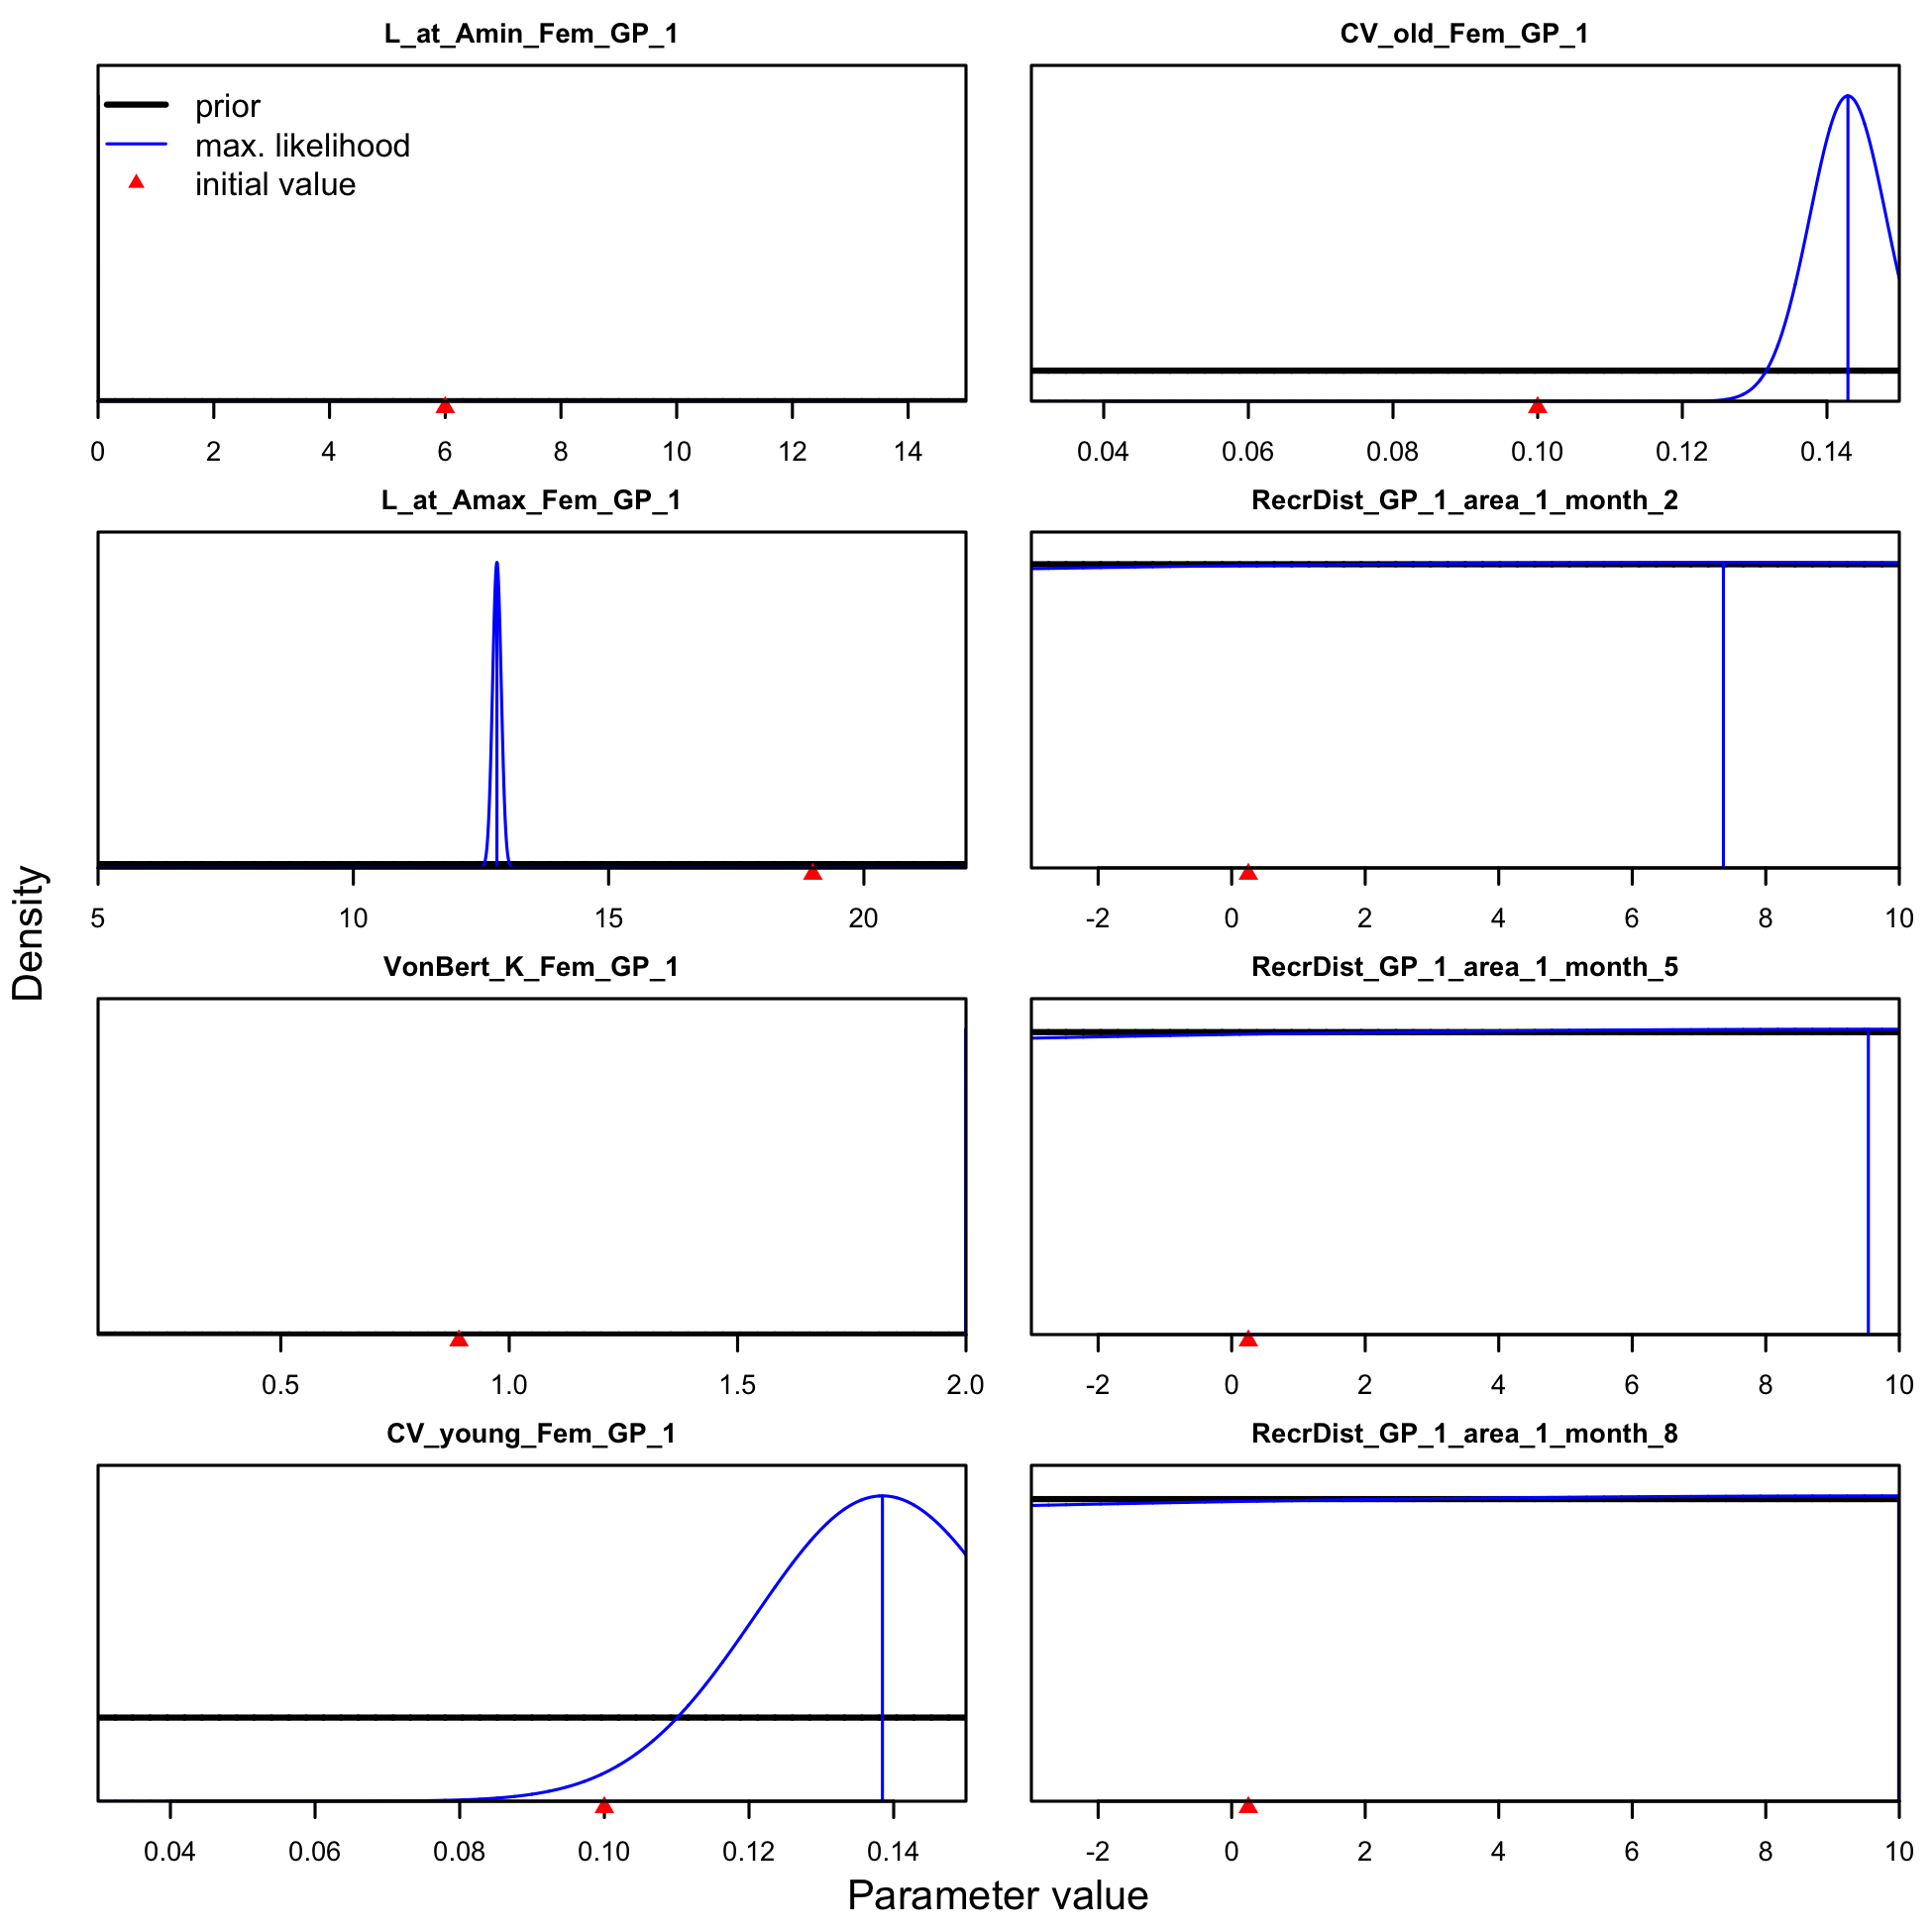 L_at_Amin_Fem_GP_1
prior
max. likelihood
initial value
0 2 4 6 8 10 12 14
CV_old_Fem_GP_1
0.04 0.06 0.08 0.10 0.12 0.14
L_at_Amax_Fem_GP_1
5 10 15 20
RecrDist_GP_1_area_1_month_2
-2 0 2 4 6 8 10
VonBert_K_Fem_GP_1
0.5 1.0 1.5 2.0
RecrDist_GP_1_area_1_month_5
-2 0 2 4 6 8 10
CV_young_Fem_GP_1
0.04 0.06 0.08 0.10 0.12 0.14
RecrDist_GP_1_area_1_month_8
-2 0 2 4 6 8 10
Density
Parameter value